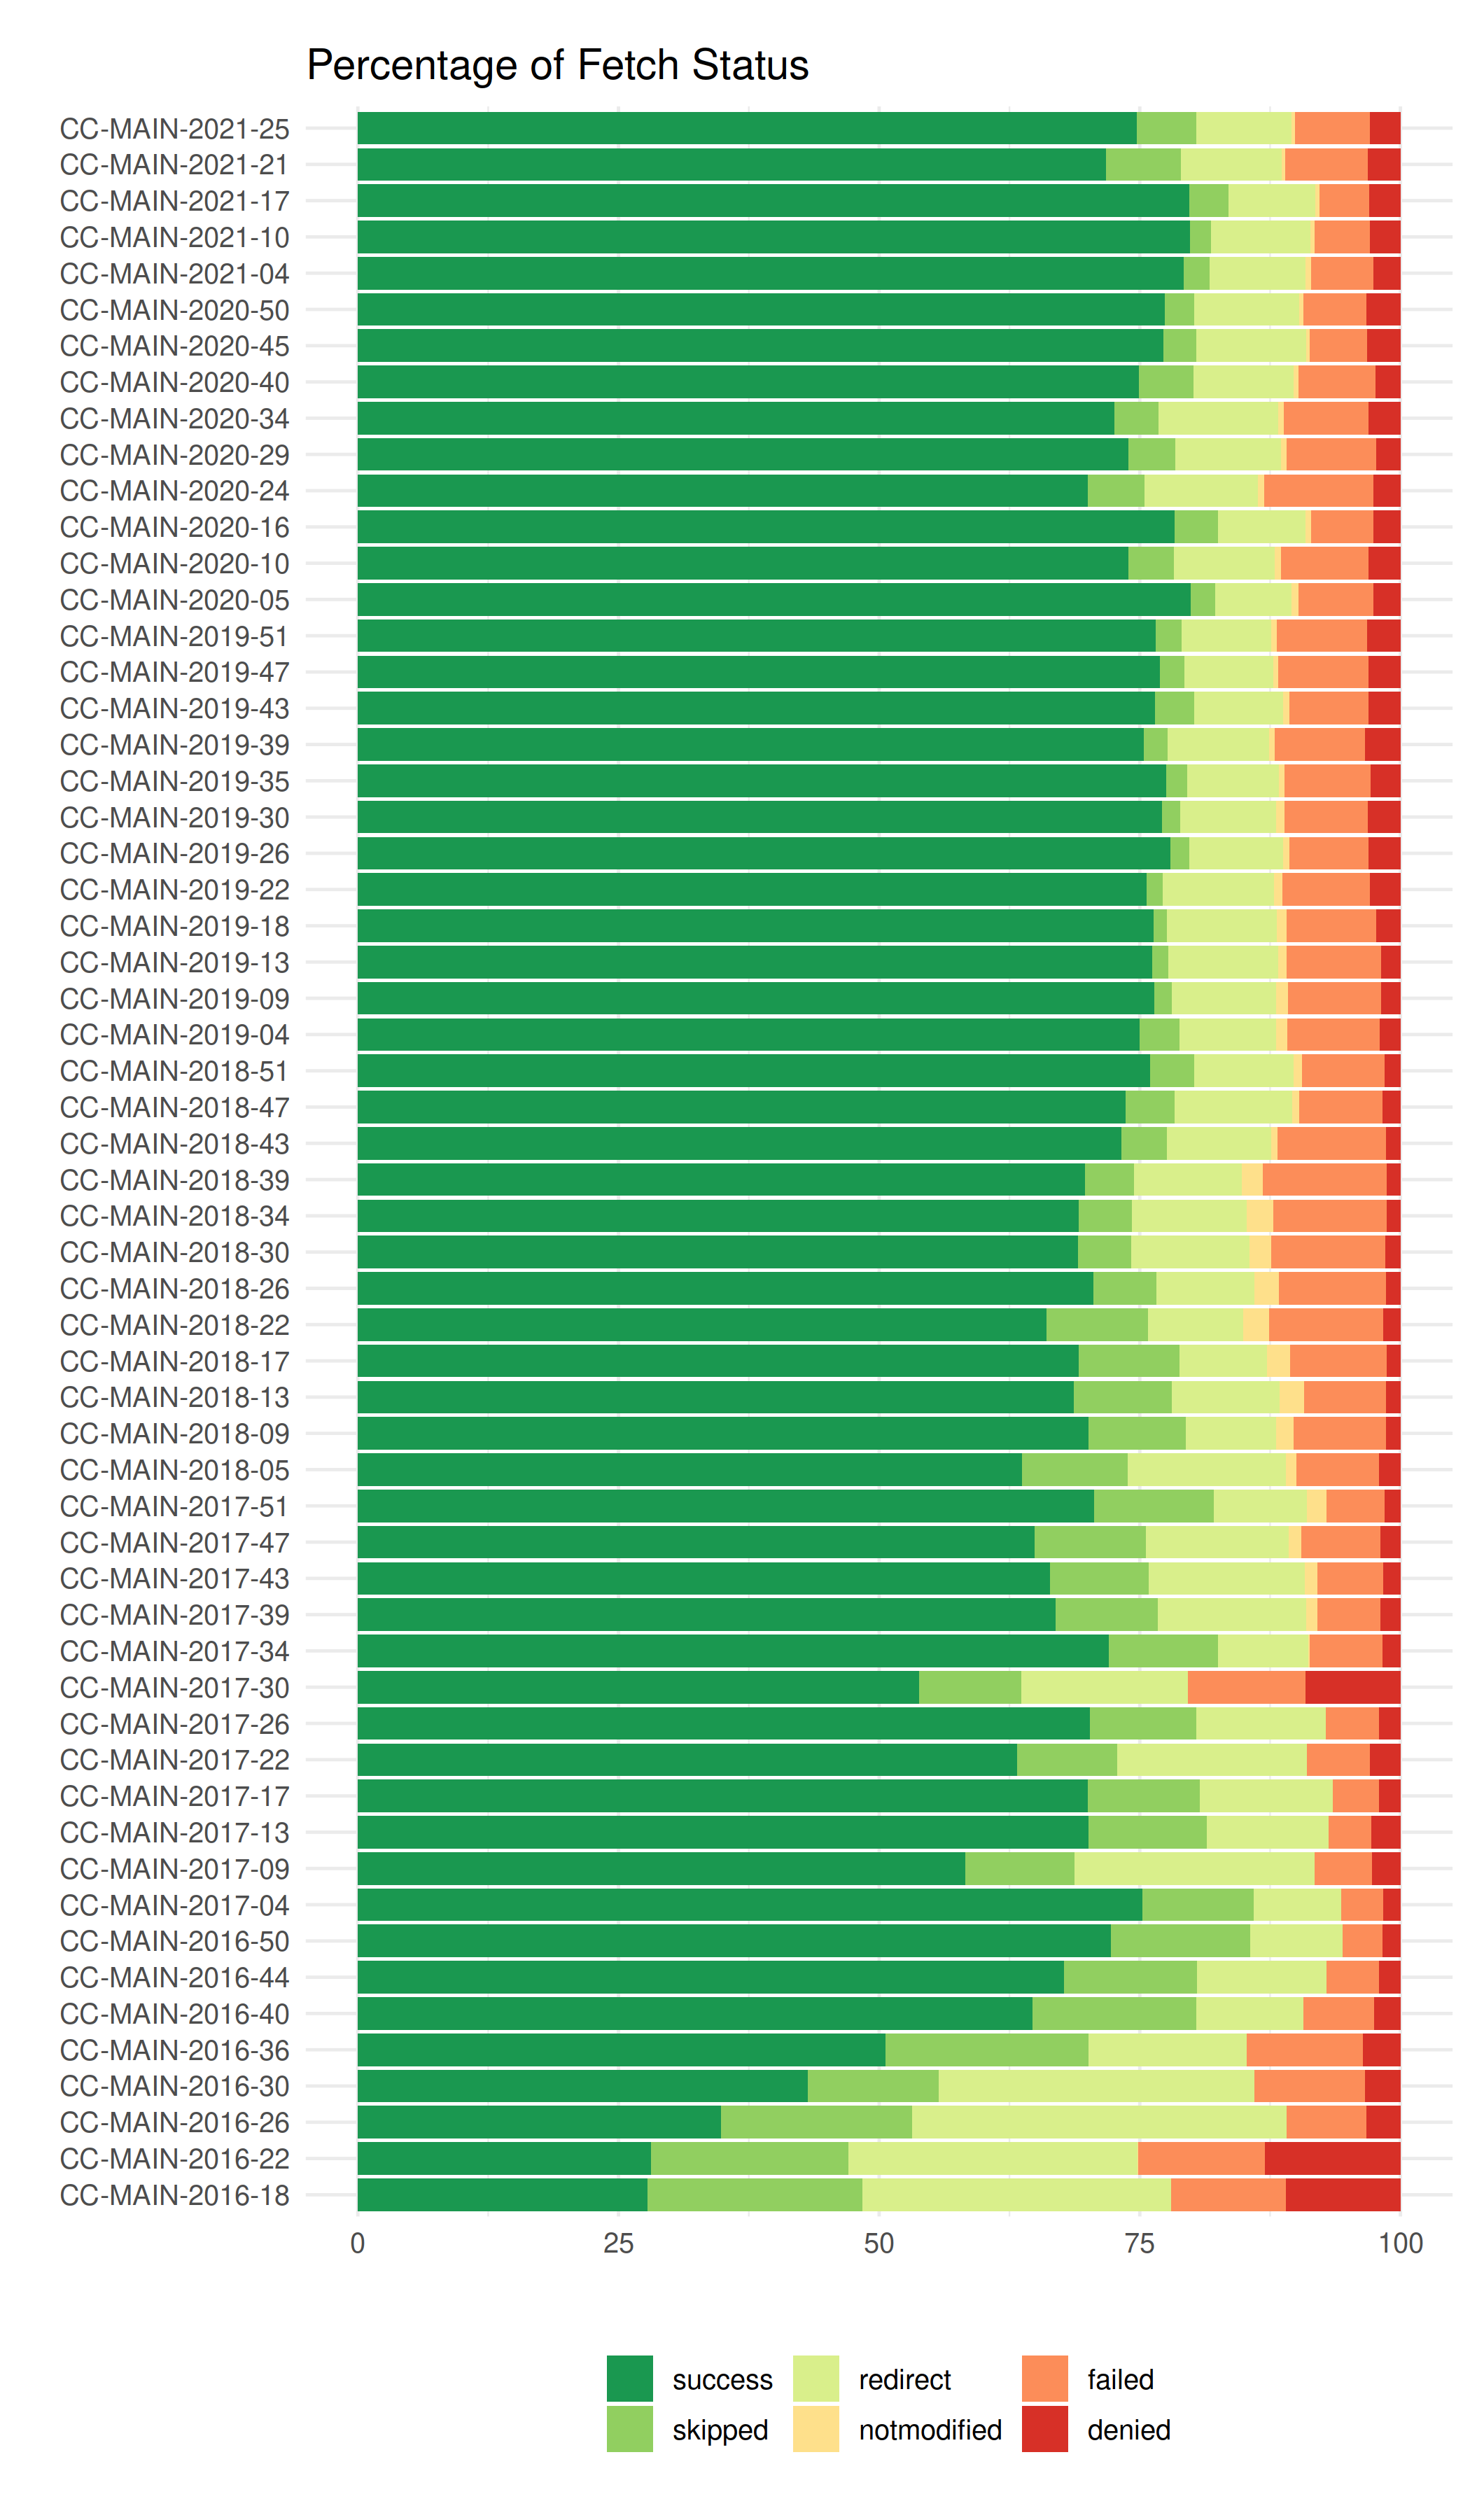 Percentage of Fetch Status
CC-MAIN-2021-25
CC-MAIN-2021-21
CC-MAIN-2021-17
CC-MAIN-2021-10
CC-MAIN-2021-04
CC-MAIN-2020-50
CC-MAIN-2020-45
CC-MAIN-2020-40
CC-MAIN-2020-34
CC-MAIN-2020-29
CC-MAIN-2020-24
CC-MAIN-2020-16
CC-MAIN-2020-10
CC-MAIN-2020-05
CC-MAIN-2019-51
CC-MAIN-2019-47
CC-MAIN-2019-43
CC-MAIN-2019-39
CC-MAIN-2019-35
CC-MAIN-2019-30
CC-MAIN-2019-26
CC-MAIN-2019-22
CC-MAIN-2019-18
CC-MAIN-2019-13
CC-MAIN-2019-09
CC-MAIN-2019-04
CC-MAIN-2018-51
CC-MAIN-2018-47
CC-MAIN-2018-43
CC-MAIN-2018-39
CC-MAIN-2018-34
CC-MAIN-2018-30
CC-MAIN-2018-26
CC-MAIN-2018-22
CC-MAIN-2018-17
CC-MAIN-2018-13
CC-MAIN-2018-09
CC-MAIN-2018-05
CC-MAIN-2017-51
CC-MAIN-2017-47
CC-MAIN-2017-43
CC-MAIN-2017-39
CC-MAIN-2017-34
CC-MAIN-2017-30
CC-MAIN-2017-26
CC-MAIN-2017-22
CC-MAIN-2017-17
CC-MAIN-2017-13
CC-MAIN-2017-09
CC-MAIN-2017-04
CC-MAIN-2016-50
CC-MAIN-2016-44
CC-MAIN-2016-40
CC-MAIN-2016-36
CC-MAIN-2016-30
CC-MAIN-2016-26
CC-MAIN-2016-22
CC-MAIN-2016-18
0 25 50 75 100
success redirect failed
skipped notmodified denied